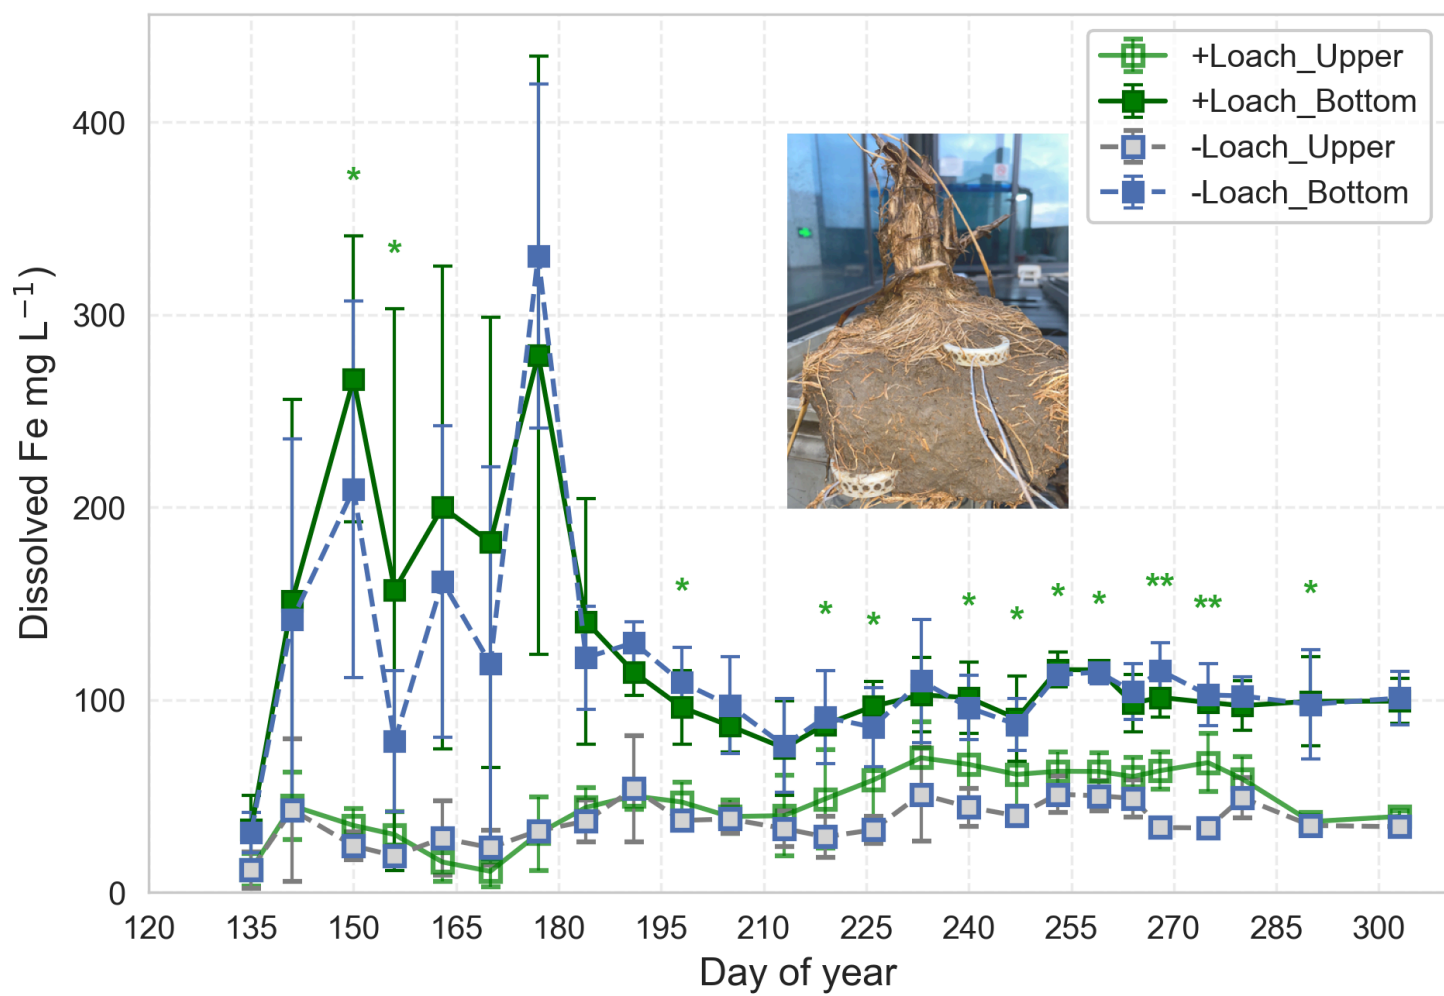 +Loach_Upper
+Loach_Bottom
-Loach_Upper
-Loach_Bottom
Dissolved Fe mg L⁻¹)
400
300
200
100
0
*
*
*
*
*
*
*
*
*
**
**
*
120 135 150 165 180 195 210 225 240 255 270 285 300
Day of year